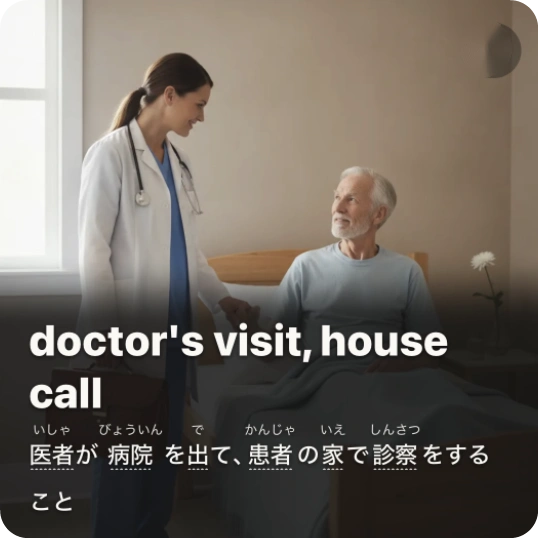 doctor's visit, house
call
いしゃ びょういん で かんじゃ いえ しんさつ
医者が病院を出て、患者の家で診察をする
こと